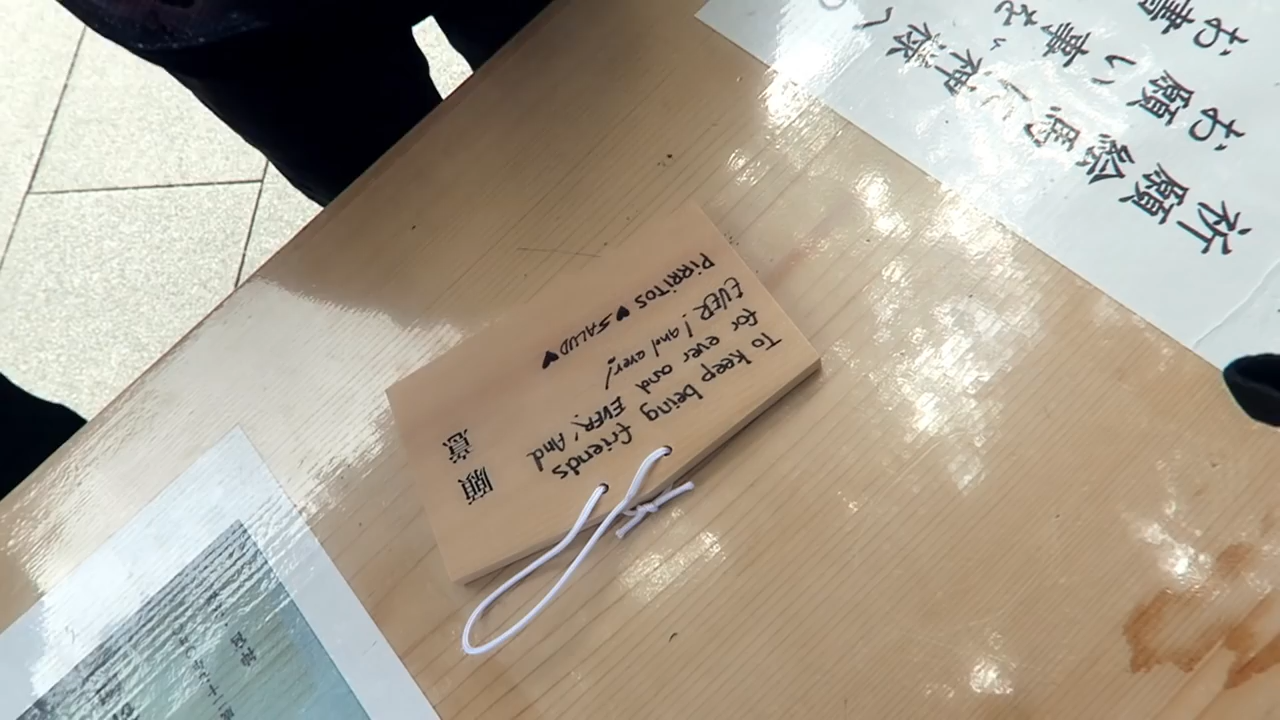 To keep being friends
for ever and EVER, And
EVER! and ever!
PiRRiTOS ♥ SALUD ♥
願意
祈願絵馬に神様へ
お願い事を
お書